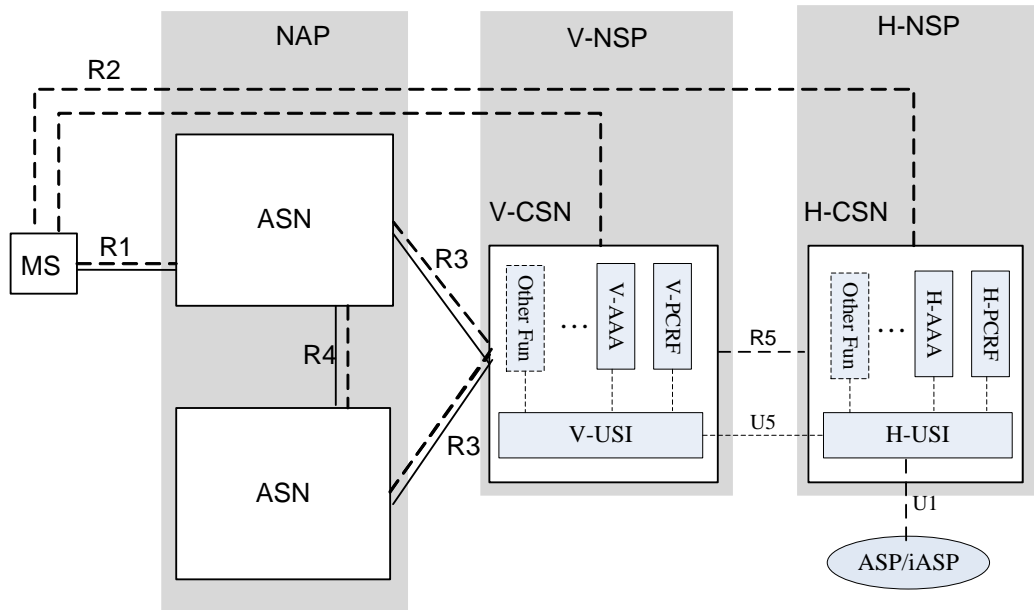 NAP
V-NSP
H-NSP
R2
V-CSN
H-CSN
ASN
MS
R1
R3
Other Fun
...
V-AAA
V-PCRF
Other Fun
...
H-AAA
H-PCRF
R4
R5
V-USI
U5
H-USI
R3
ASN
U1
ASP/iASP